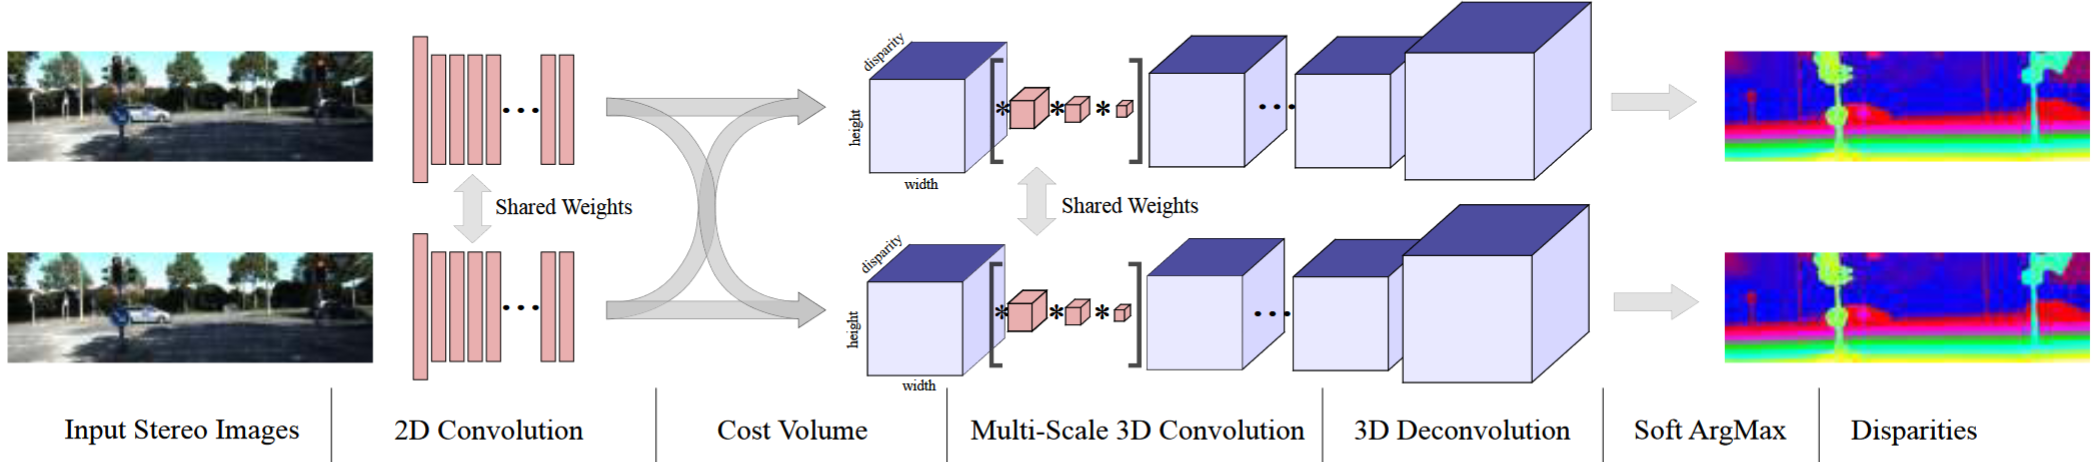 disparity
height
width
Shared Weights
Shared Weights
disparity
height
width
Input Stereo Images
2D Convolution
Cost Volume
Multi-Scale 3D Convolution
3D Deconvolution
Soft ArgMax
Disparities